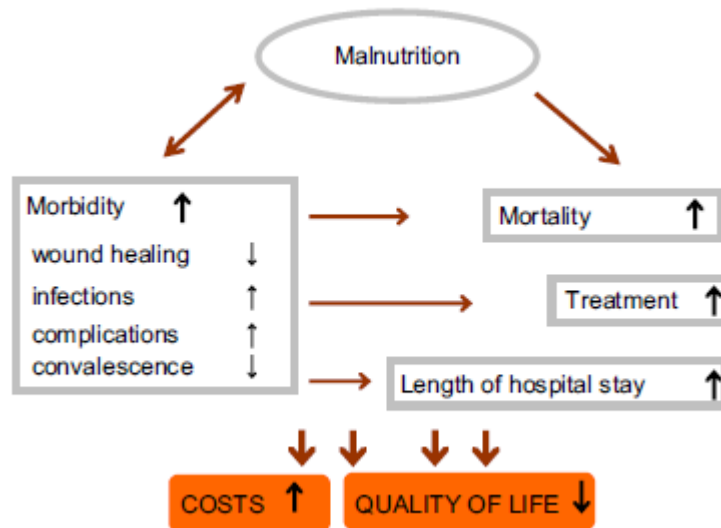 Malnutrition
Morbidity ↑
wound healing ↓
infections ↑
complications ↑
convalescence ↓
Mortality ↑
Treatment ↑
Length of hospital stay ↑
COSTS ↑
QUALITY OF LIFE ↓